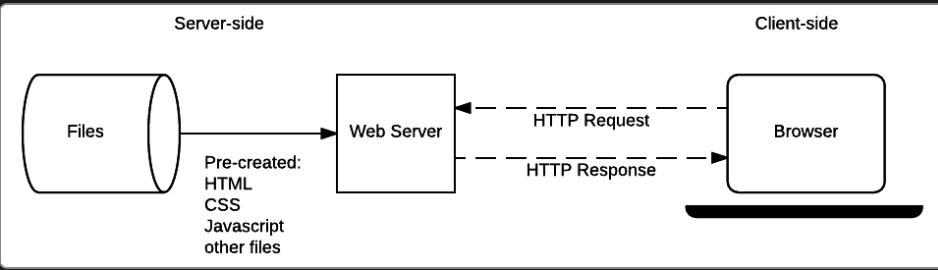 Server-side
Client-side
Files
Web Server
HTTP Request
Browser
HTTP Response
Pre-created:
HTML
CSS
Javascript
other files